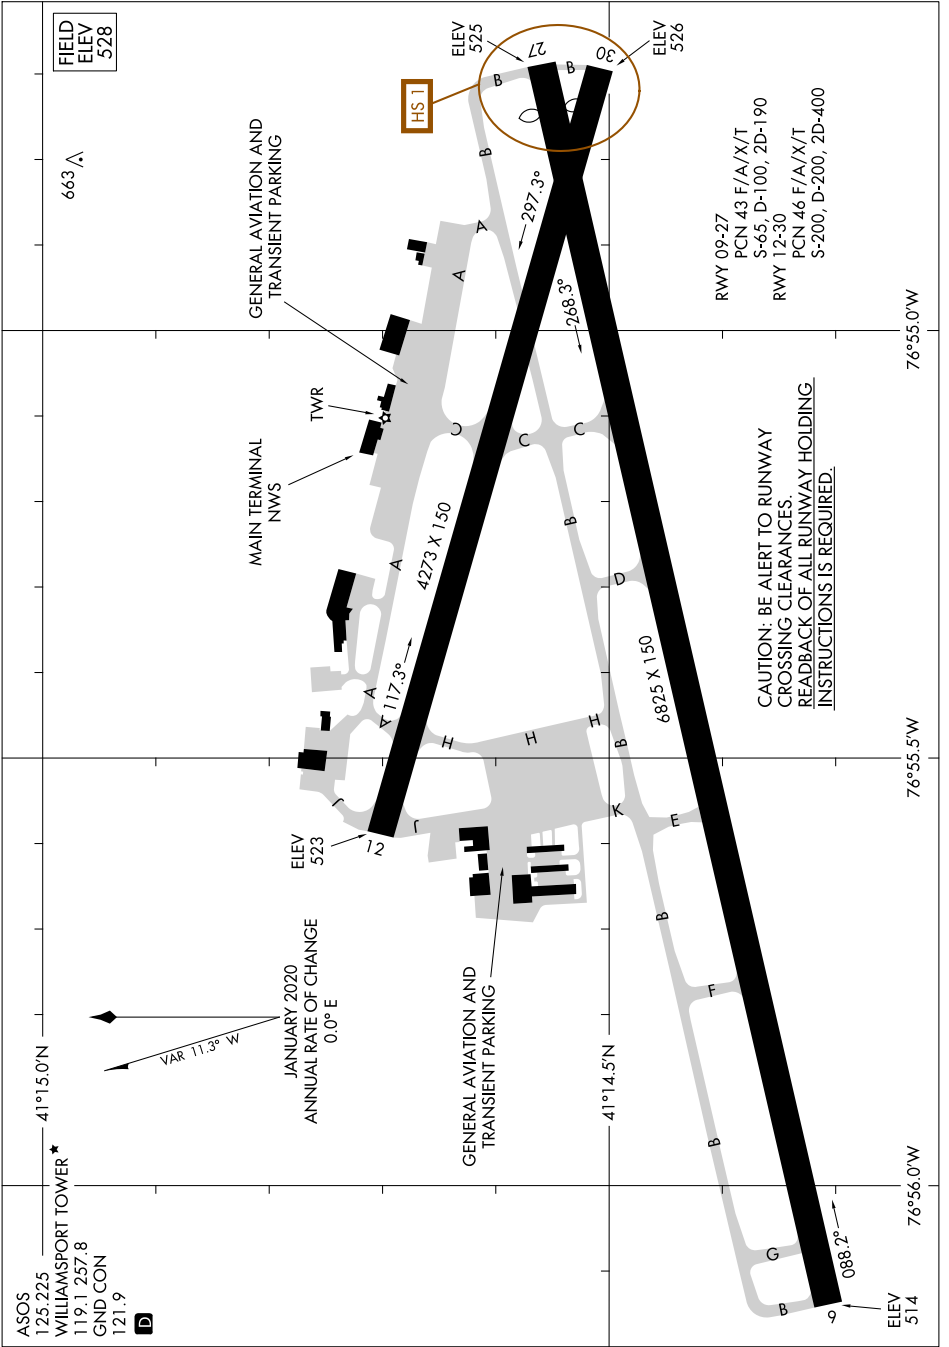 ASOS
125.225
WILLIAMSPORT TOWER★
119.1 257.8
GND CON
121.9
D
41°15.0'N
VAR 11.3° W
JANUARY 2020
ANNUAL RATE OF CHANGE
0.0° E
FIELD
ELEV
528
663
GENERAL AVIATION AND
TRANSIENT PARKING
TWR
MAIN TERMINAL
NWS
HS 1
ELEV
525
27
30
ELEV
526
B
B
B
A
A
297.3°
268.3°
C
C
C
A
4273 X 150
B
D
A
A
117.3°
H
H
H
B
K
J
J
12
ELEV
523
6825 X 150
E
B
F
B
G
B
GENERAL AVIATION AND
TRANSIENT PARKING
41°14.5'N
9
088.2°
ELEV
514
RWY 09-27
PCN 43 F/A/X/T
S-65, D-100, 2D-190
RWY 12-30
PCN 46 F/A/X/T
S-200, D-200, 2D-400
CAUTION: BE ALERT TO RUNWAY
CROSSING CLEARANCES.
READBACK OF ALL RUNWAY HOLDING
INSTRUCTIONS IS REQUIRED.
76°56.0'W
76°55.5'W
76°55.0'W